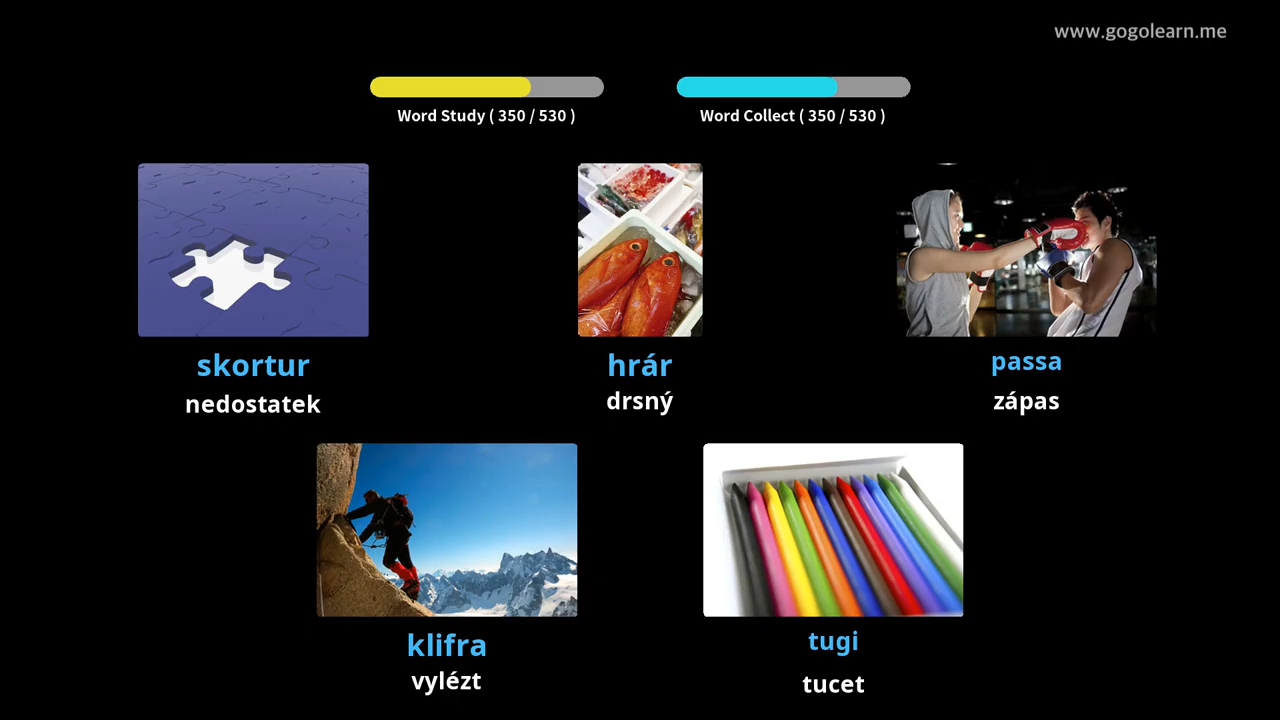 www.gogolearn.me
Word Study ( 350 / 530 )
Word Collect ( 350 / 530 )
skortur
nedostatek
hrár
drsný
passa
zápas
klifra
vylézt
tugi
tucet